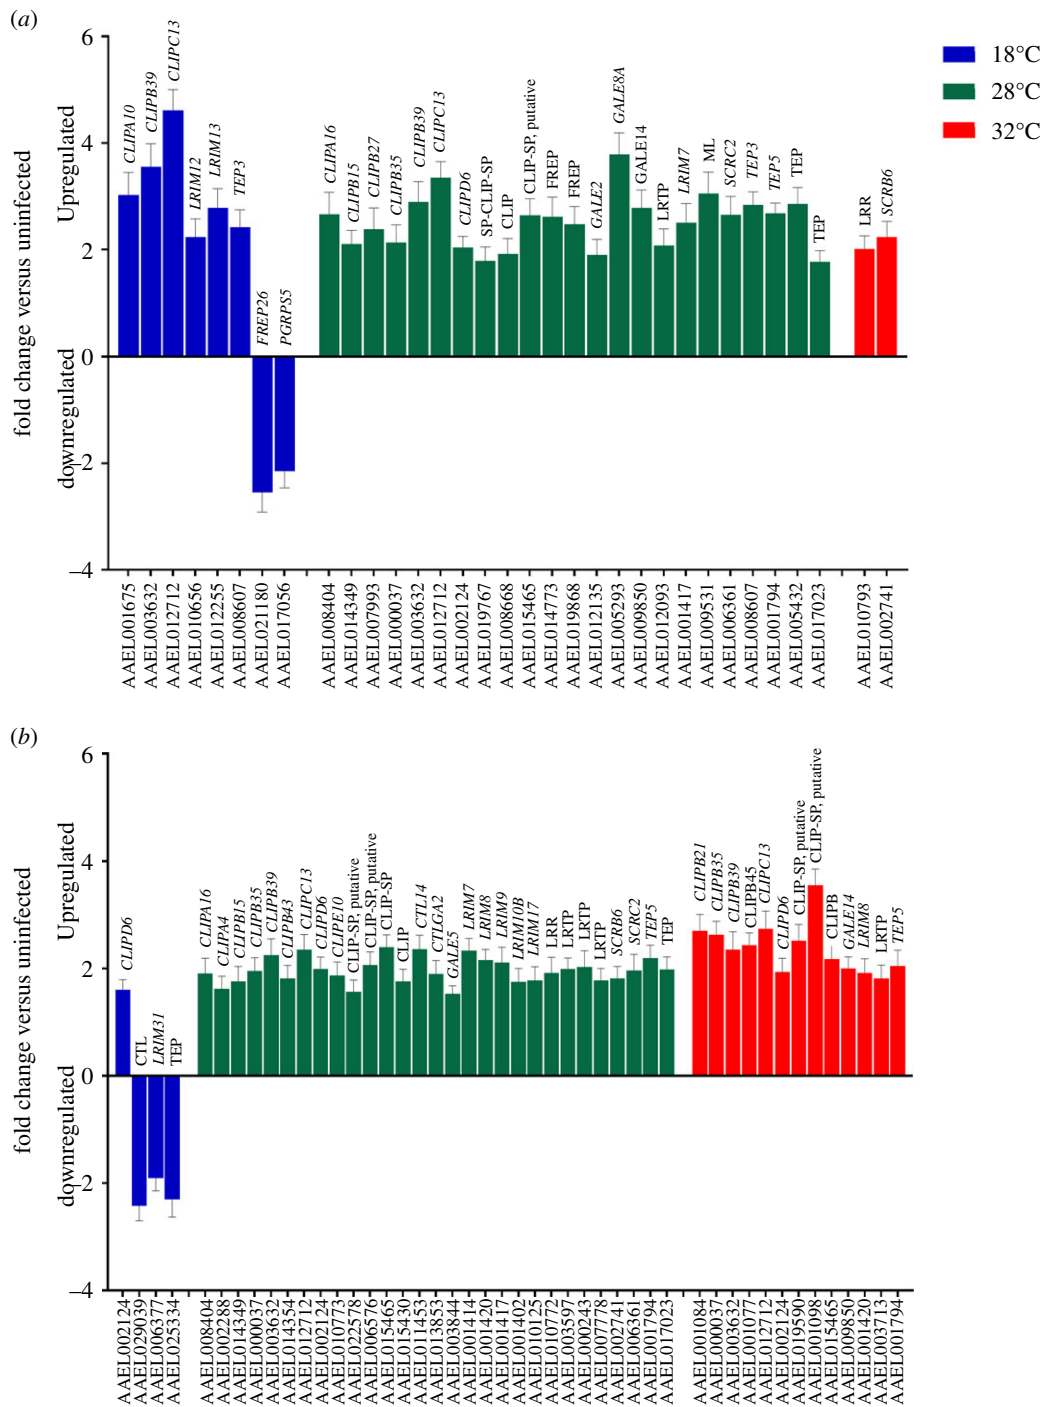 (a)
18°C
28°C
32°C
fold change versus uninfected
Upregulated
downregulated
6
4
2
0
–2
–4
CLIPA10
CLIPB39
CLIPC13
LRIM12
LRIM13
TEP3
FREP26
PGRPS5
CLIPA16
CLIPB15
CLIPB27
CLIPB35
CLIPB39
CLIPC13
CLIPD6
SP-CLIP-SP
CLIP
CLIP-SP, putative
FREP
FREP
GALE2
GALE8A
GALE14
LRTP
LRIM7
ML
SCRC2
TEP3
TEP5
TEP
TEP
LRR
SCRB6
AAEL001675
AAEL003632
AAEL012712
AAEL010656
AAEL012255
AAEL008607
AAEL021180
AAEL017056
AAEL008404
AAEL014349
AAEL007993
AAEL000037
AAEL003632
AAEL012712
AAEL002124
AAEL019767
AAEL008668
AAEL015465
AAEL014773
AAEL019868
AAEL012135
AAEL005293
AAEL009850
AAEL012093
AAEL001417
AAEL009531
AAEL006361
AAEL008607
AAEL001794
AAEL005432
AAEL017023
AAEL010793
AAEL002741
(b)
fold change versus uninfected
Upregulated
downregulated
6
4
2
0
–2
–4
CLIPD6
CTL
LRIM31
TEP
CLIPA16
CLIPA4
CLIPB15
CLIPB35
CLIPB39
CLIPB43
CLIPC13
CLIPD6
CLIPE10
CLIP-SP, putative
CLIP-SP, putative
CLIP-SP
CLIP
CTL14
CTLGA2
GALE5
LRIM7
LRIM8
LRIM9
LRIM10B
LRIM17
LRR
LRTP
LRTP
LRTP
SCRB6
SCRC2
TEP5
TEP
CLIPB21
CLIPB35
CLIPB39
CLIPB45
CLIPC13
CLIPD6
CLIP-SP, putative
CLIP-SP, putative
CLIPB
GALE14
LRIM8
LRTP
TEP5
AAEL002124
AAEL029039
AAEL006377
AAEL025334
AAEL008404
AAEL002288
AAEL014349
AAEL000037
AAEL003632
AAEL014354
AAEL012712
AAEL002124
AAEL010773
AAEL022578
AAEL006576
AAEL015465
AAEL015430
AAEL011453
AAEL013853
AAEL003844
AAEL001414
AAEL001420
AAEL001417
AAEL001402
AAEL010125
AAEL010772
AAEL003597
AAEL000243
AAEL007778
AAEL002741
AAEL006361
AAEL001794
AAEL017023
AAEL001084
AAEL000037
AAEL003632
AAEL001077
AAEL012712
AAEL002124
AAEL019590
AAEL001098
AAEL015465
AAEL009850
AAEL001420
AAEL003713
AAEL001794